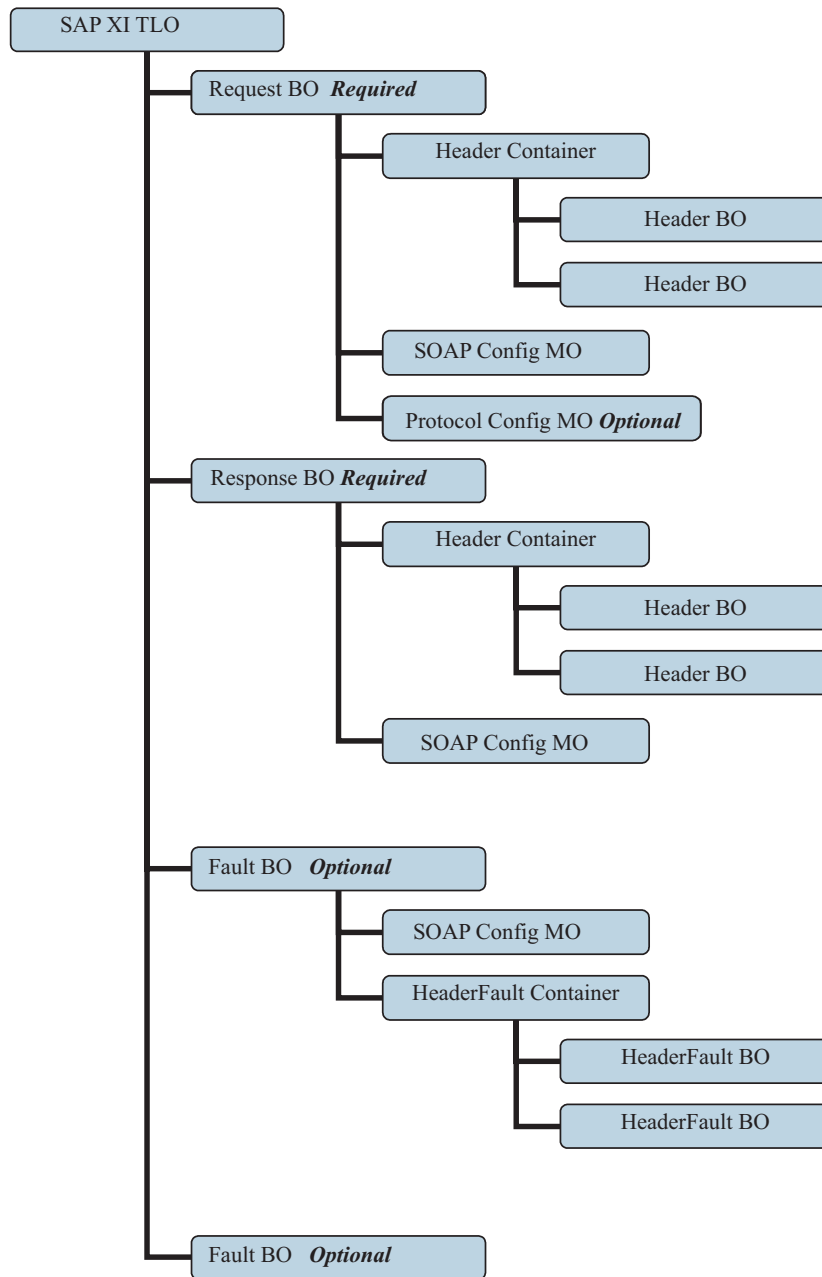 SAP XI TLO
Request BO Required
Header Container
Header BO
Header BO
SOAP Config MO
Protocol Config MO Optional
Response BO Required
Header Container
Header BO
Header BO
SOAP Config MO
Fault BO Optional
SOAP Config MO
HeaderFault Container
HeaderFault BO
HeaderFault BO
Fault BO Optional